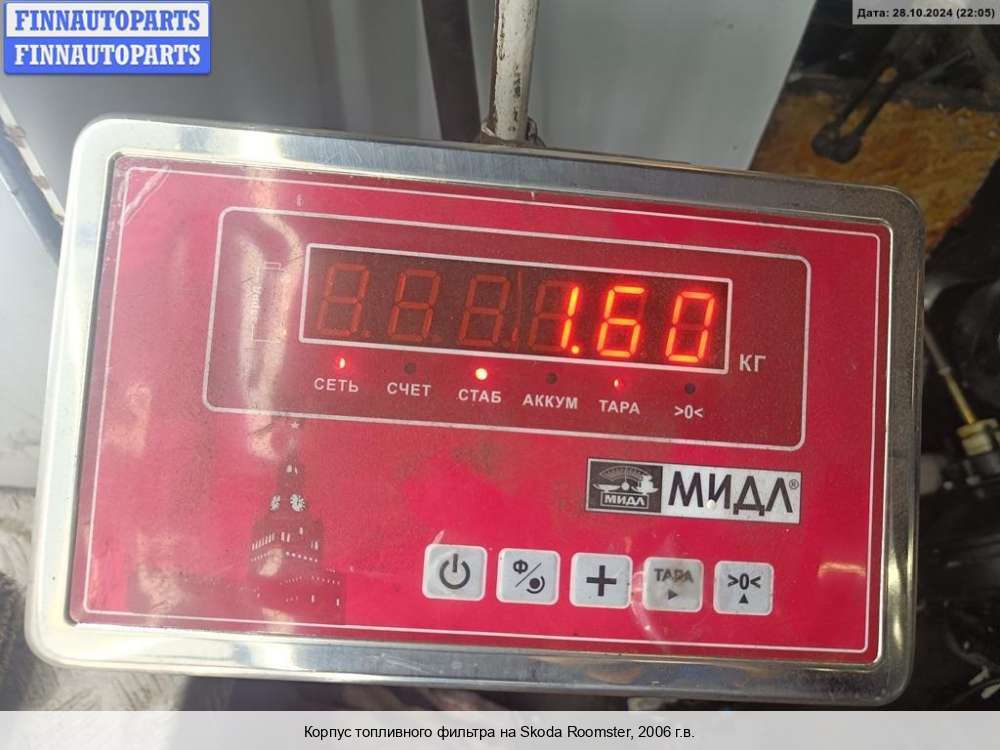 FINNAUTOPARTS
FINNAUTOPARTS
Дата: 28.10.2024 (22:05)
1.60
КГ
СЕТЬ СЧЕТ СТАБ АККУМ ТАРА >0<
МИДЛ МИДЛ®
Ф ТАРА >0<
Корпус топливного фильтра на Skoda Roomster, 2006 г.в.